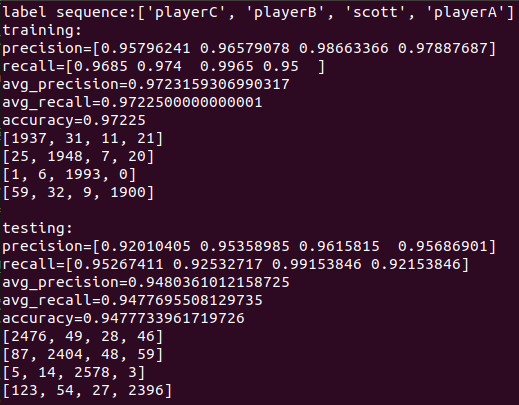 label sequence:['playerC', 'playerB', 'scott', 'playerA']
training:
precision=[0.95796241 0.96579078 0.98663366 0.97887687]
recall=[0.9685 0.974  0.9965 0.95  ]
avg_precision=0.9723159306990317
avg_recall=0.9722500000000001
accuracy=0.97225
[1937, 31, 11, 21]
[25, 1948, 7, 20]
[1, 6, 1993, 0]
[59, 32, 9, 1900]
testing:
precision=[0.92010405 0.95358985 0.9615815  0.95686901]
recall=[0.95267411 0.92532717 0.99153846 0.92153846]
avg_precision=0.9480361012158725
avg_recall=0.9477695508129735
accuracy=0.9477733961719726
[2476, 49, 28, 46]
[87, 2404, 48, 59]
[5, 14, 2578, 3]
[123, 54, 27, 2396]